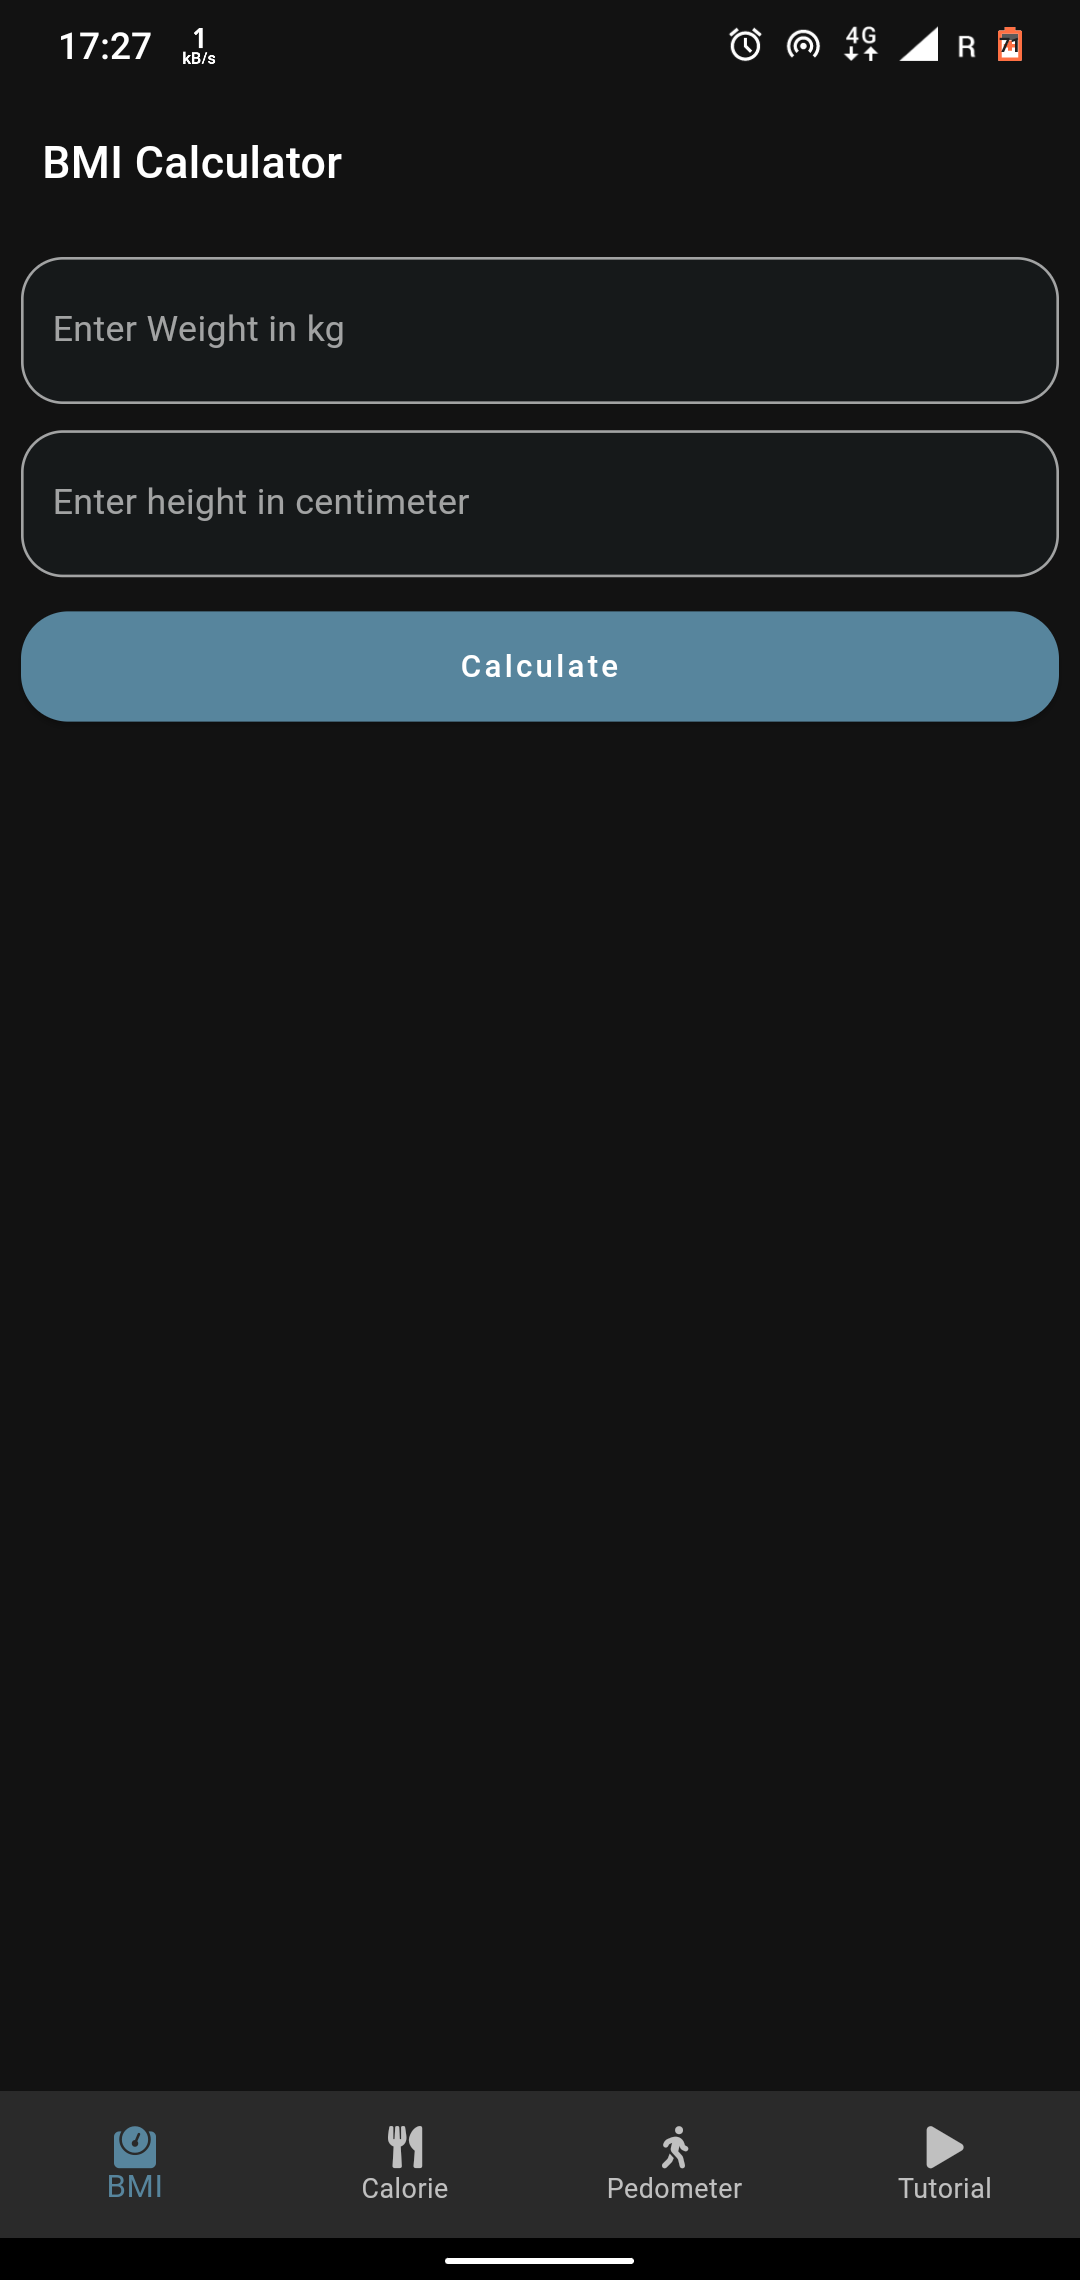 17:27
1
kB/s
4G
R
71
BMI Calculator
Enter Weight in kg
Enter height in centimeter
Calculate
BMI
Calorie
Pedometer
Tutorial